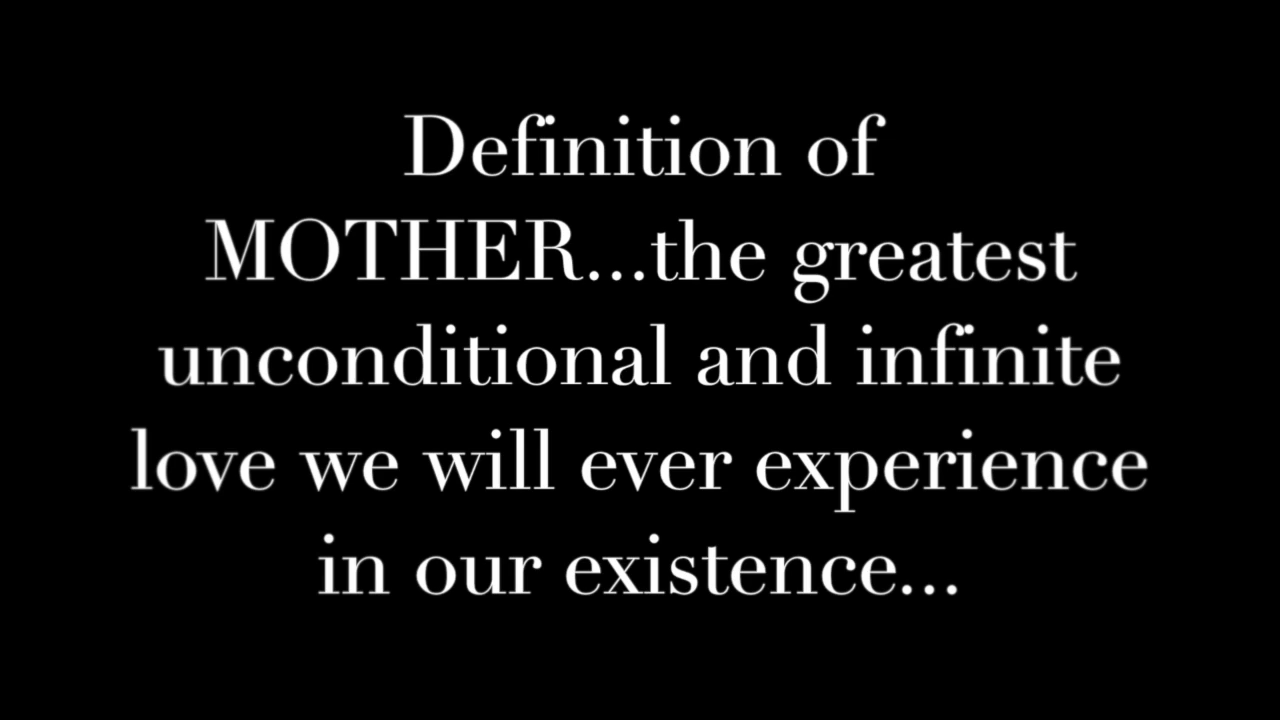 Definition of
MOTHER...the greatest
unconditional and infinite
love we will ever experience
in our existence...